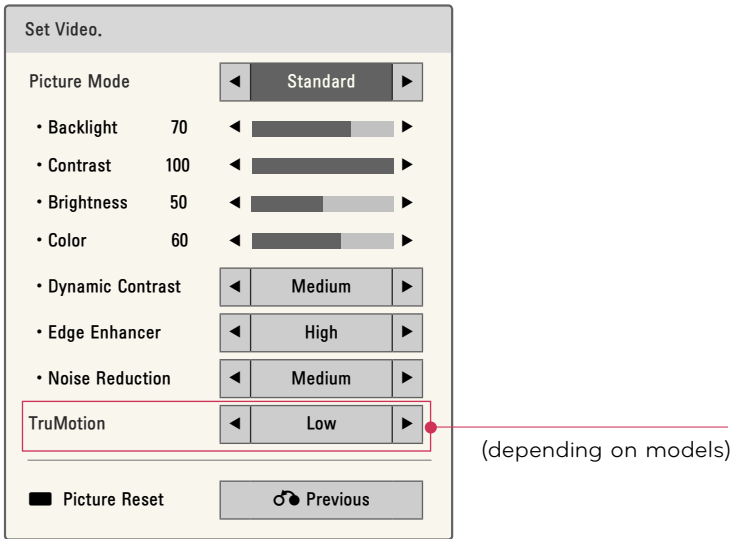 Set Video.
Picture Mode Standard
• Backlight 70
• Contrast 100
• Brightness 50
• Color 60
• Dynamic Contrast Medium
• Edge Enhancer High
• Noise Reduction Medium
TruMotion Low
(depending on models)
Picture Reset Previous